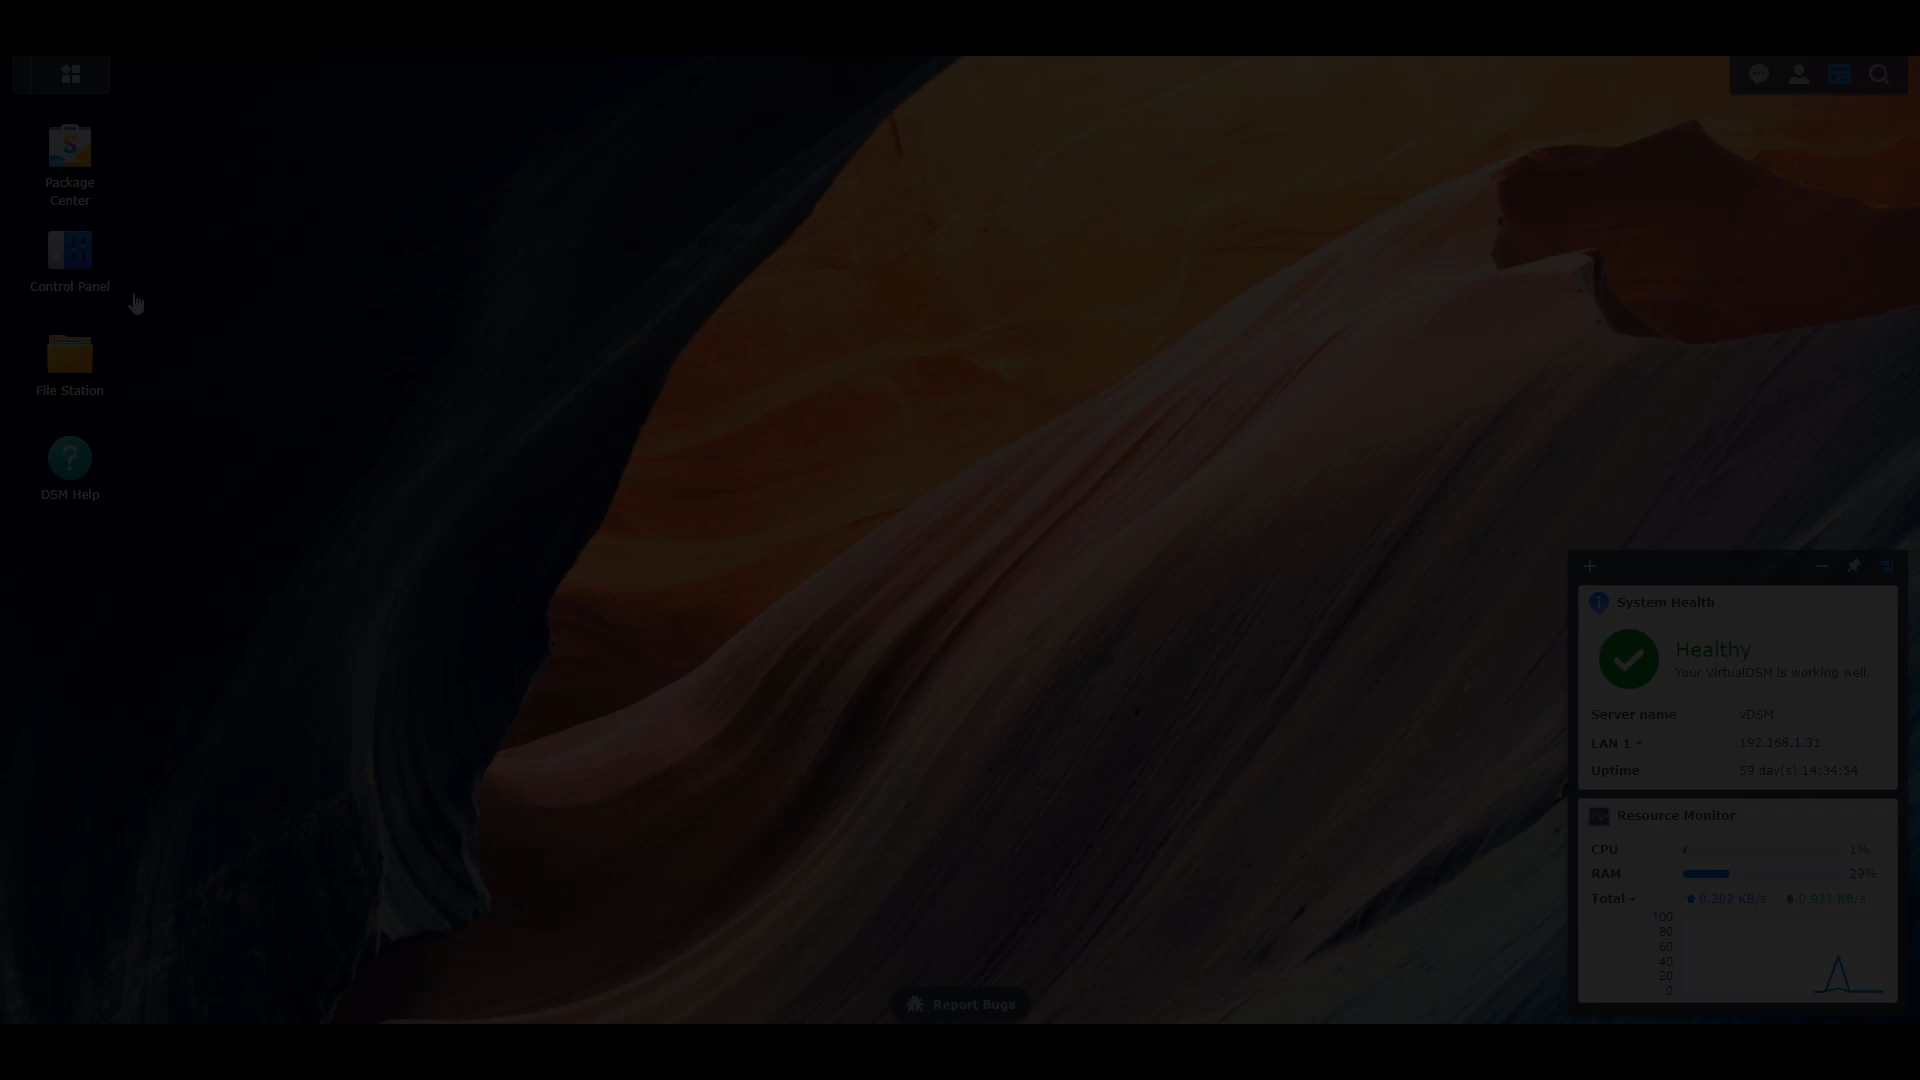 Package
Center
Control Panel
File Station
DSM Help
System Health
Healthy
Your VirtualDSM is working well.
Server name vDSM
LAN 1 192.168.1.31
Uptime 59 day(s) 14:34:54
Resource Monitor
CPU 1%
RAM 29%
Total 0.202 KB/s 0.921 KB/s
100
80
60
40
20
0
Report Bugs